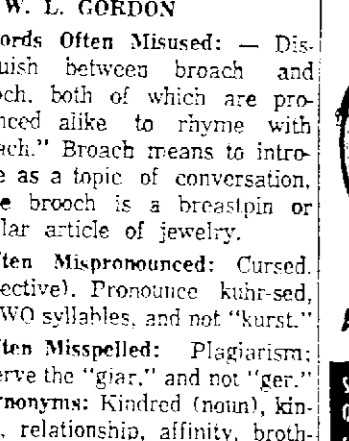 W. L. GORDON
ords Often Misused: — Dis-
uish between broach and
och, both of which are pro-
nced alike to rhyme with
ach." Broach means to intro-
e as a topic of conversation,
e brooch is a breastpin or
lar article of jewelry.
ten Mispronounced: Cursed.
ective). Pronounce kuhr-sed,
WO syllables, and not "kurst."
ten Misspelled: Plagiarism;
erve the "giar," and not "ger."
nonyms: Kindred (noun), kin-
, relationship, affinity, broth-